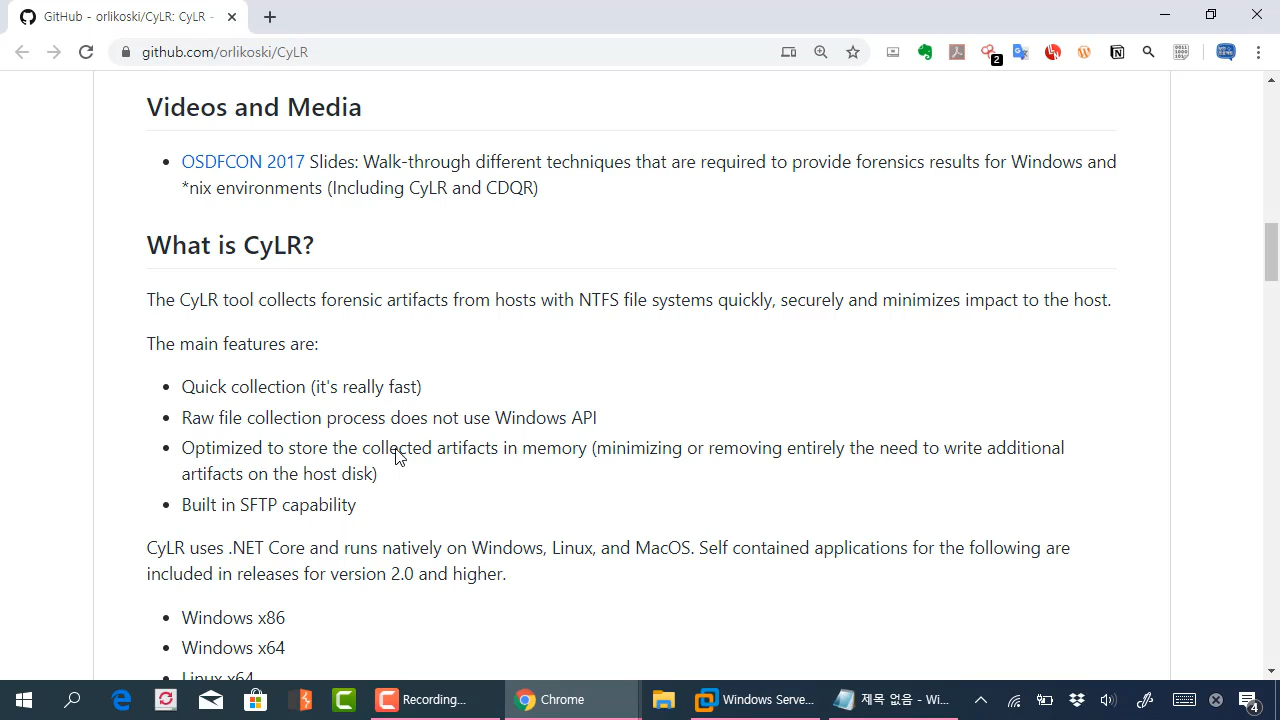 GitHub - orlikoski/CyLR: CyLR -
github.com/orlikoski/CyLR
2
Videos and Media
OSDFCON 2017 Slides: Walk-through different techniques that are required to provide forensics results for Windows and
*nix environments (Including CyLR and CDQR)
What is CyLR?
The CyLR tool collects forensic artifacts from hosts with NTFS file systems quickly, securely and minimizes impact to the host.
The main features are:
Quick collection (it's really fast)
Raw file collection process does not use Windows API
Optimized to store the collected artifacts in memory (minimizing or removing entirely the need to write additional
artifacts on the host disk)
Built in SFTP capability
CyLR uses .NET Core and runs natively on Windows, Linux, and MacOS. Self contained applications for the following are
included in releases for version 2.0 and higher.
Windows x86
Windows x64
Linux x64
Recording...
Chrome
Windows Serve...
제목 없음 - Wi...
4